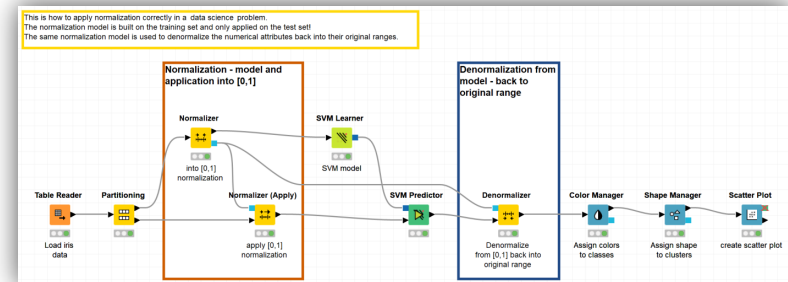 This is how to apply normalization correctly in a data science problem.
The normalization model is built on the training set and only applied on the test set!
The same normalization model is used to denormalize the numerical attributes back into their original ranges.
Normalization - model and
application into [0,1]
Denormalization from
model - back to
original range
Normalizer
into [0,1]
normalization
SVM Learner
SVM model
Table Reader
Load iris
data
Partitioning
Normalizer (Apply)
apply [0,1]
normalization
SVM Predictor
Denormalizer
Denormalize
from [0,1] back into
original range
Color Manager
Assign colors
to classes
Shape Manager
Assign shape
to clusters
Scatter Plot
create scatter plot